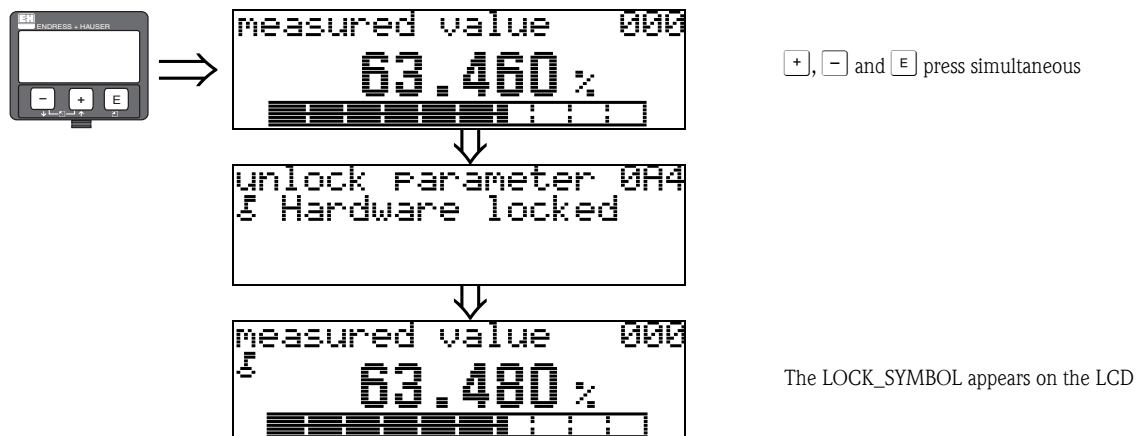 EH
ENDRESS + HAUSER
- + E
measured value 000
63.460 %
+, - and E press simultaneous
unlock parameter 0A4
Hardware locked
measured value 000
63.480 %
The LOCK_SYMBOL appears on the LCD